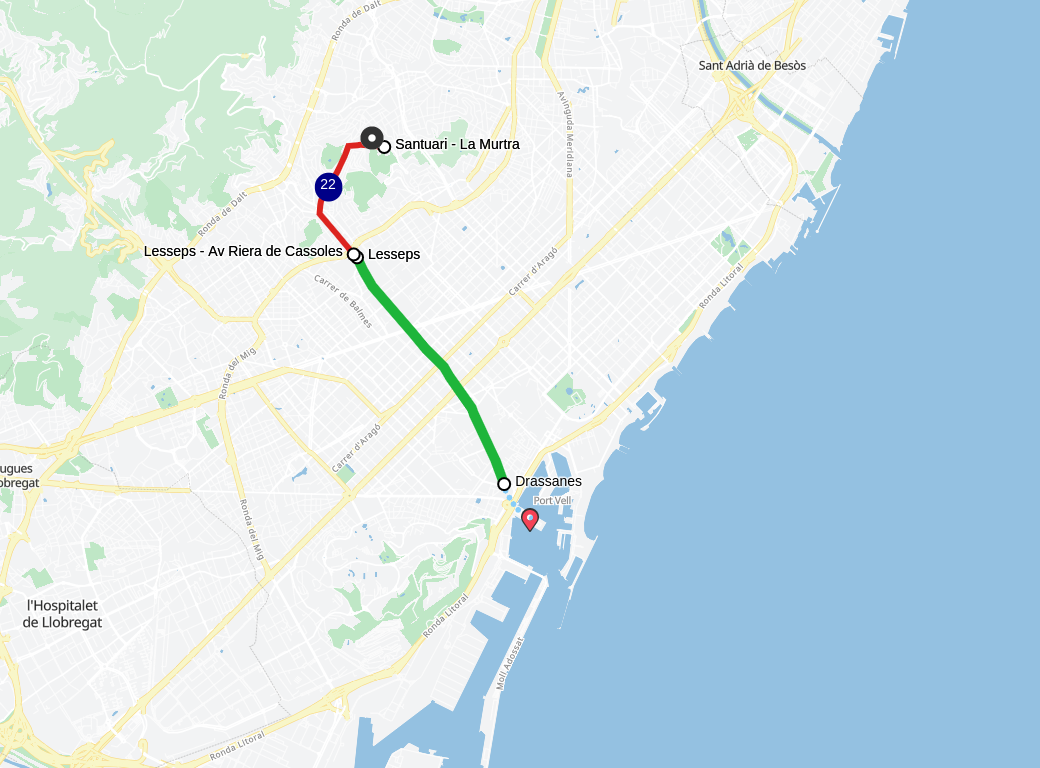 Ronda de Dalt
Sant Adrià de Besòs
Avinguda Meridiana
Santuari - La Murtra
22
Ronda de Dalt
Lesseps - Av Riera de Cassoles
Lesseps
Carrer d'Aragó
Ronda Litoral
Carrer de Balmes
Ronda del Mig
Carrer d'Aragó
ugues
obregat
Drassanes
Port Vell
Ronda del Mig
l'Hospitalet
de Llobregat
Ronda Litoral
Moll Adossat
Ronda Litoral